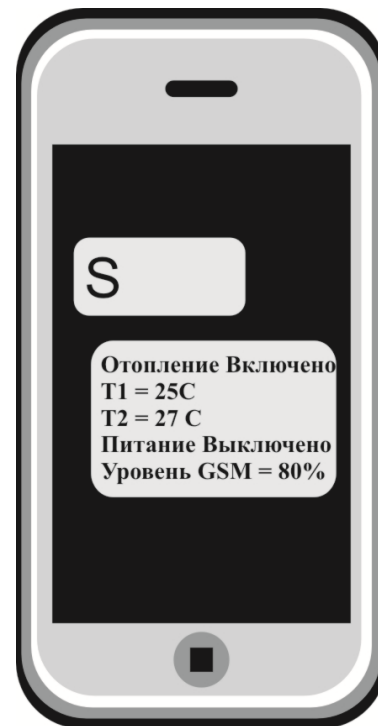 S
Отопление Включено
T1 = 25C
T2 = 27 C
Питание Выключено
Уровень GSM = 80%